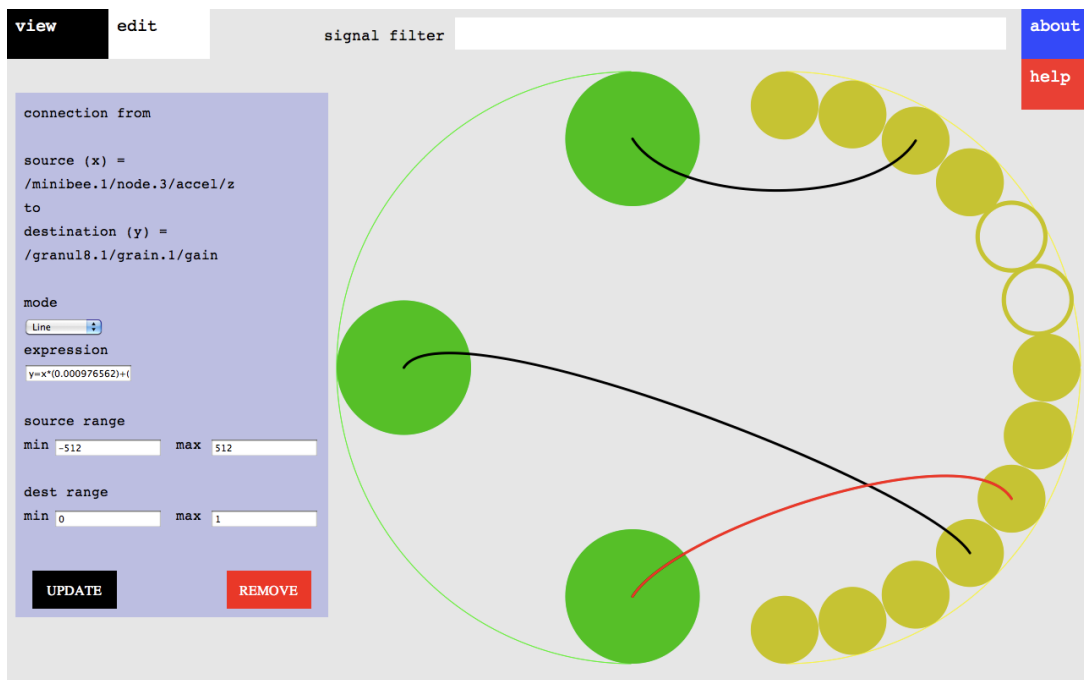 view
edit
signal filter
about
help
connection from
source (x) =
/minibee.1/node.3/accel/z
to
destination (y) =
/granul8.1/grain.1/gain
mode
Line
expression
y=x*(0.000976562)+(
source range
min -512 max 512
dest range
min 0 max 1
UPDATE REMOVE